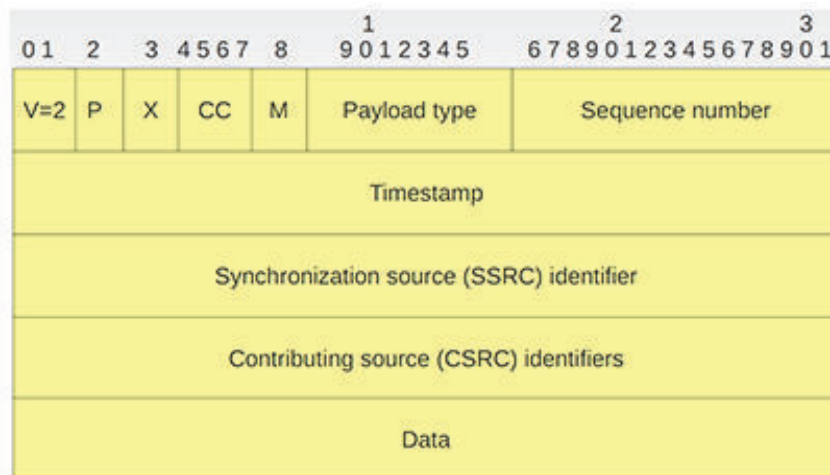 1 2 3
0 1 2 3 4 5 6 7 8 9 0 1 2 3 4 5 6 7 8 9 0 1 2 3 4 5 6 7 8 9 0 1
V=2 P X CC M Payload type Sequence number
Timestamp
Synchronization source (SSRC) identifier
Contributing source (CSRC) identifiers
Data